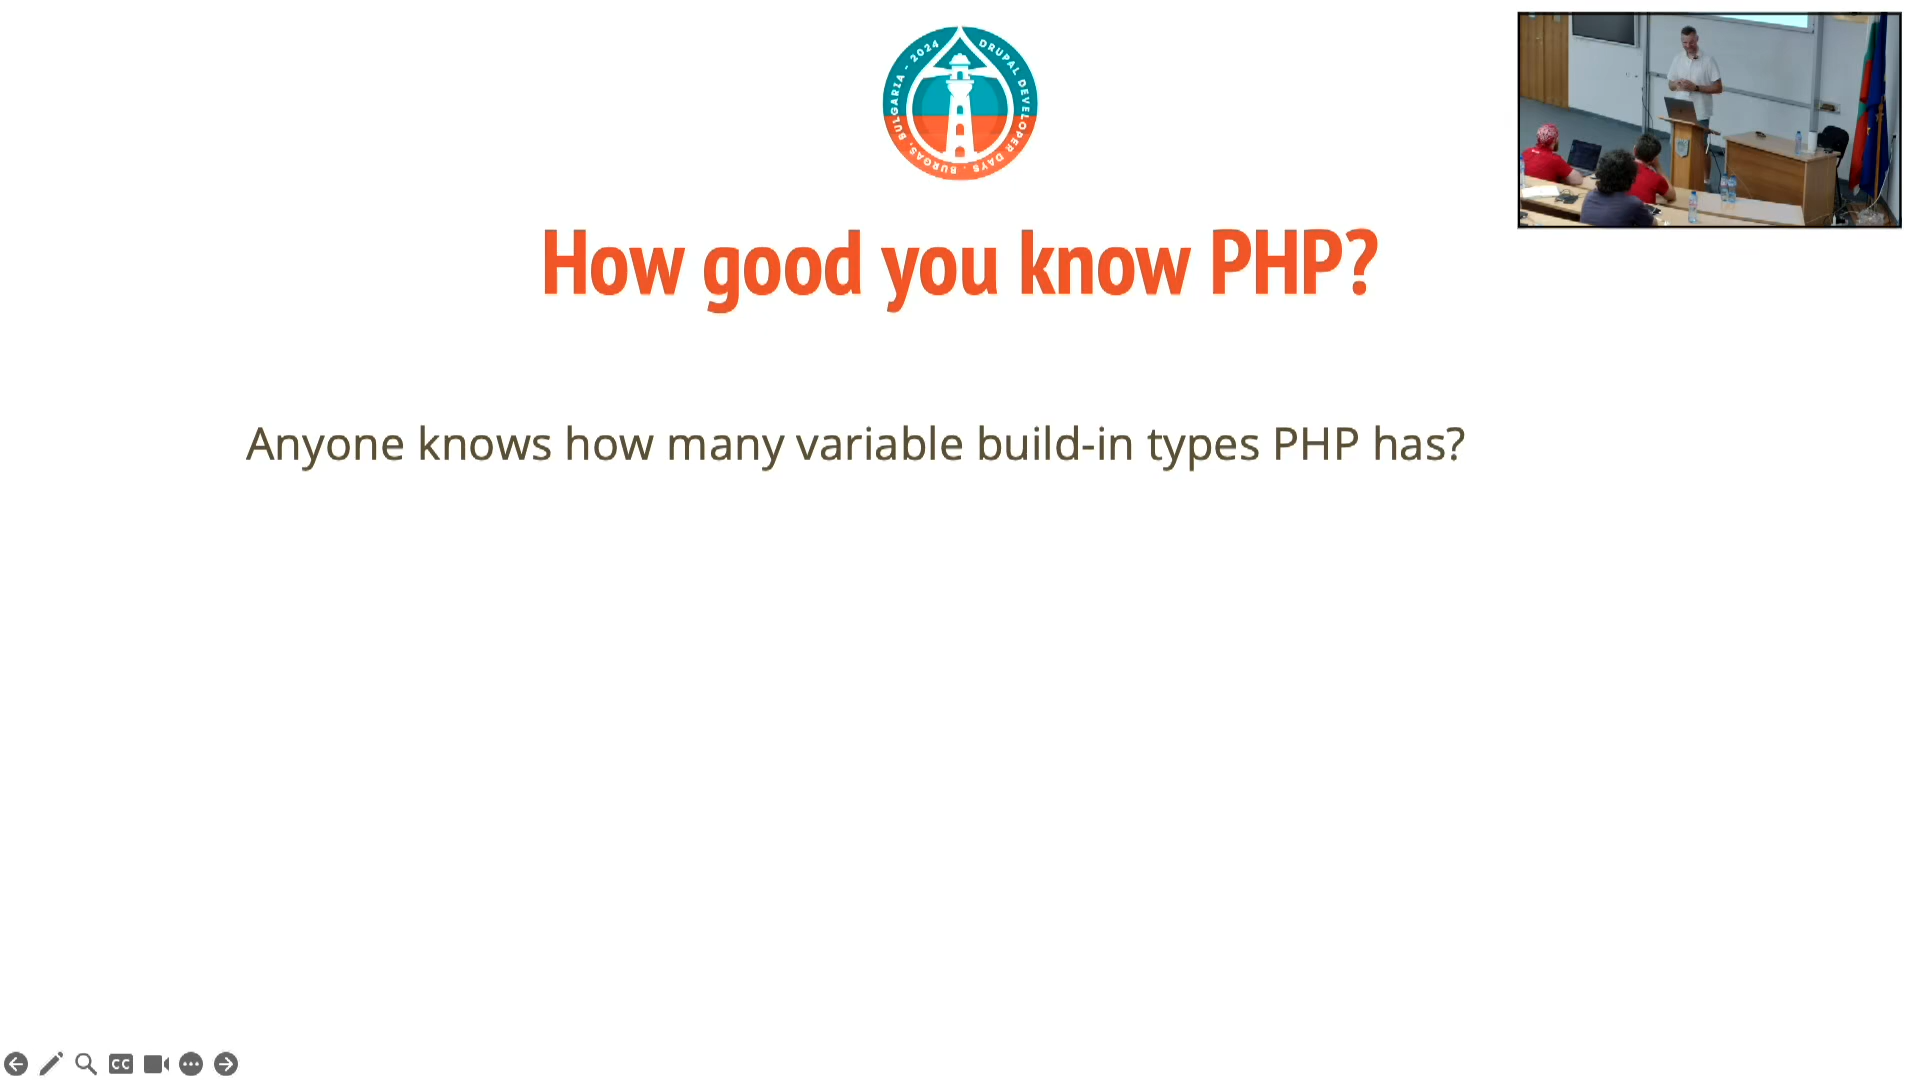 BULGARIA - 2024 DRUPAL DEVELOPER DAYS . BURGAS,
How good you know PHP?
Anyone knows how many variable build-in types PHP has?
CC